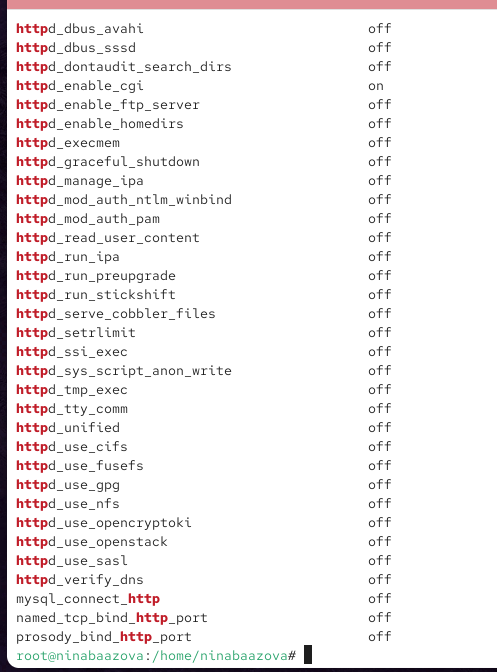 httpd_dbus_avahi off
httpd_dbus_sssd off
httpd_dontaudit_search_dirs off
httpd_enable_cgi on
httpd_enable_ftp_server off
httpd_enable_homedirs off
httpd_execmem off
httpd_graceful_shutdown off
httpd_manage_ipa off
httpd_mod_auth_ntlm_winbind off
httpd_mod_auth_pam off
httpd_read_user_content off
httpd_run_ipa off
httpd_run_preupgrade off
httpd_run_stickshift off
httpd_serve_cobbler_files off
httpd_setrlimit off
httpd_ssi_exec off
httpd_sys_script_anon_write off
httpd_tmp_exec off
httpd_tty_comm off
httpd_unified off
httpd_use_cifs off
httpd_use_fusefs off
httpd_use_gpg off
httpd_use_nfs off
httpd_use_opencryptoki off
httpd_use_openstack off
httpd_use_sasl off
httpd_verify_dns off
mysql_connect_http off
named_tcp_bind_http_port off
prosody_bind_http_port off
root@ninabaazova:/home/ninabaazova#